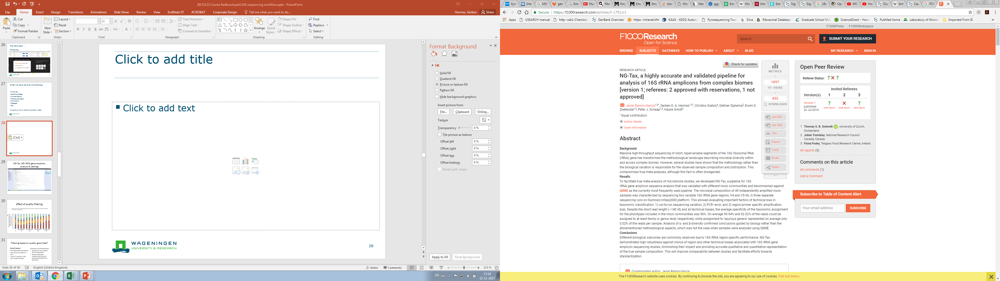 20171123 Course Radboud.part2.16S sequencing workflow.pptx - PowerPoint
File Home Insert Design Transitions Animations Slide Show Review View EndNote X7 ACROBAT Corporate Design Tell me what you want to do...
Hermes, Gerben Share
Paste
Cut
Copy
Format Painter
Clipboard
New Slide
Layout
Reset
Section
Slides
20
Font
Text Direction
Align Text
Convert to SmartArt
Paragraph
Arrange
Quick Styles
Shape Fill
Shape Outline
Shape Effects
Drawing
Find
Replace
Select
Editing
26
The hard part....
Tomorrow
27
What we have done at microbiology
28
(Ctrl)
29
NG-Tax 16S rRNA gene amplicon
analysis & settings
30
Effect of quality filtering
31
Filtering based on quality good idea?
Click to add title
Click to add text
WAGENINGEN
UNIVERSITY & RESEARCH
28
Format Background
Fill
Solid fill
Gradient fill
Picture or texture fill
Pattern fill
Hide background graphics
Insert picture from
File... Clipboard Online...
Texture
Transparency 0 %
Tile picture as texture
Offset left 0 %
Offset right 0 %
Offset top 0 %
Offset bottom 0 %
Rotate with shape
Apply to All Reset Background
Slide 28 of 50 English (United Kingdom)
Notes Comments 115 %
EN
17:19
22-11-2017
Secure https://f1000research.com/articles/5-1791/v1
Apps USEARCH manual http--ssb1-Chemical GenBank Overview https--intranet.tifn KAAS - KEGG Autom Pyrosequencing Tool Silva Ribosomal Database Graduate School VLA ScienceDirect - Home PubMed home Laboratory of Microb Imported From IE
F1000Prime F1000Workspace
F1000Research
Open for Science
Search
SUBMIT YOUR RESEARCH
BROWSE SUBJECTS GATEWAYS HOW TO PUBLISH ABOUT BLOG
MY RESEARCH SIGN IN
Check for updates
RESEARCH ARTICLE
NG-Tax, a highly accurate and validated pipeline for
analysis of 16S rRNA amplicons from complex biomes
[version 1; referees: 2 approved with reservations, 1 not
approved]
Javier Ramiro-Garcia1-3*, Gerben D. A. Hermes1,2*, Christos Giatsis4, Detmer Sipkema2, Erwin G.
Zoetendal1,2, Peter J. Schaap1,3, Hauke Smidt2
* Equal contributors
Author details
Grant information
Abstract
Background
Massive high-throughput sequencing of short, hypervariable segments of the 16S ribosomal RNA
(rRNA) gene has transformed the methodological landscape describing microbial diversity within
and across complex biomes. However, several studies have shown that the methodology rather than
the biological variation is responsible for the observed sample composition and distribution. This
compromises true meta-analyses, although this fact is often disregarded.
Results
To facilitate true meta-analysis of microbiome studies, we developed NG-Tax, a pipeline for 16S
rRNA gene amplicon sequence analysis that was validated with different mock communities and benchmarked against
QIIME as the currently most frequently used pipeline. The microbial composition of 49 independently amplified mock
samples was characterized by sequencing two variable 16S rRNA gene regions, V4 and V5-V6, in three separate
sequencing runs on Illumina's HiSeq2000 platform. This allowed evaluating important factors of technical bias in
taxonomic classification: 1) run-to-run sequencing variation, 2) PCR–error, and 3) region/primer specific amplification
bias. Despite the short read length (~140 nt) and all technical biases, the average specificity of the taxonomic assignment
for the phylotypes included in the mock communities was 96%. On average 99.94% and 92.02% of the reads could be
assigned to at least family or genus level, respectively, while assignment to 'spurious genera' represented on average only
0.02% of the reads per sample. Analysis of α- and β-diversity confirmed conclusions guided by biology rather than the
aforementioned methodological aspects, which was not the case when samples were analysed using QIIME.
Conclusions
Different biological outcomes are commonly observed due to 16S rRNA region-specific performance. NG-Tax
demonstrated high robustness against choice of region and other technical biases associated with 16S rRNA gene
amplicon sequencing studies, diminishing their impact and providing accurate qualitative and quantitative representation
of the true sample composition. This will improve comparability between studies and facilitate efforts towards
standardization.
Corresponding author: Javier Ramiro-Garcia
METRICS
1897
VIEWS
435
DOWNLOADS
Get PDF
Get XML
Cite
Export
Track
Email
Share
Open Peer Review
Referee Status: ? ✕ ?
Invited Referees
Version(s) 1 2 3
Version 1
published
22 Jul 2016
? ✕ ?
read report read report read report
1 Thomas S. B. Schmidt iD, University of Zurich,
Switzerland
2 Julien Tremblay, National Research Council
Canada, Canada
3 Fiona Fouhy, Teagasc Food Research Centre, Ireland
All reports (3)
Comments on this article
All comments (1)
Add a Comment
Subscribe to Table of Content Alert
Your email address SUBSCRIBE
The F1000Research website uses cookies. By continuing to browse the site, you are agreeing to our use of cookies. Find out more »